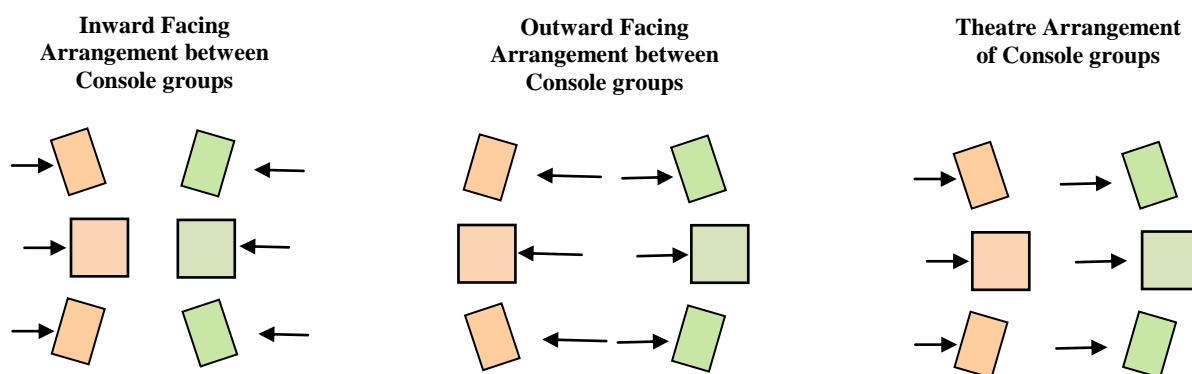 Inward Facing
Arrangement between
Console groups
Outward Facing
Arrangement between
Console groups
Theatre Arrangement
of Console groups